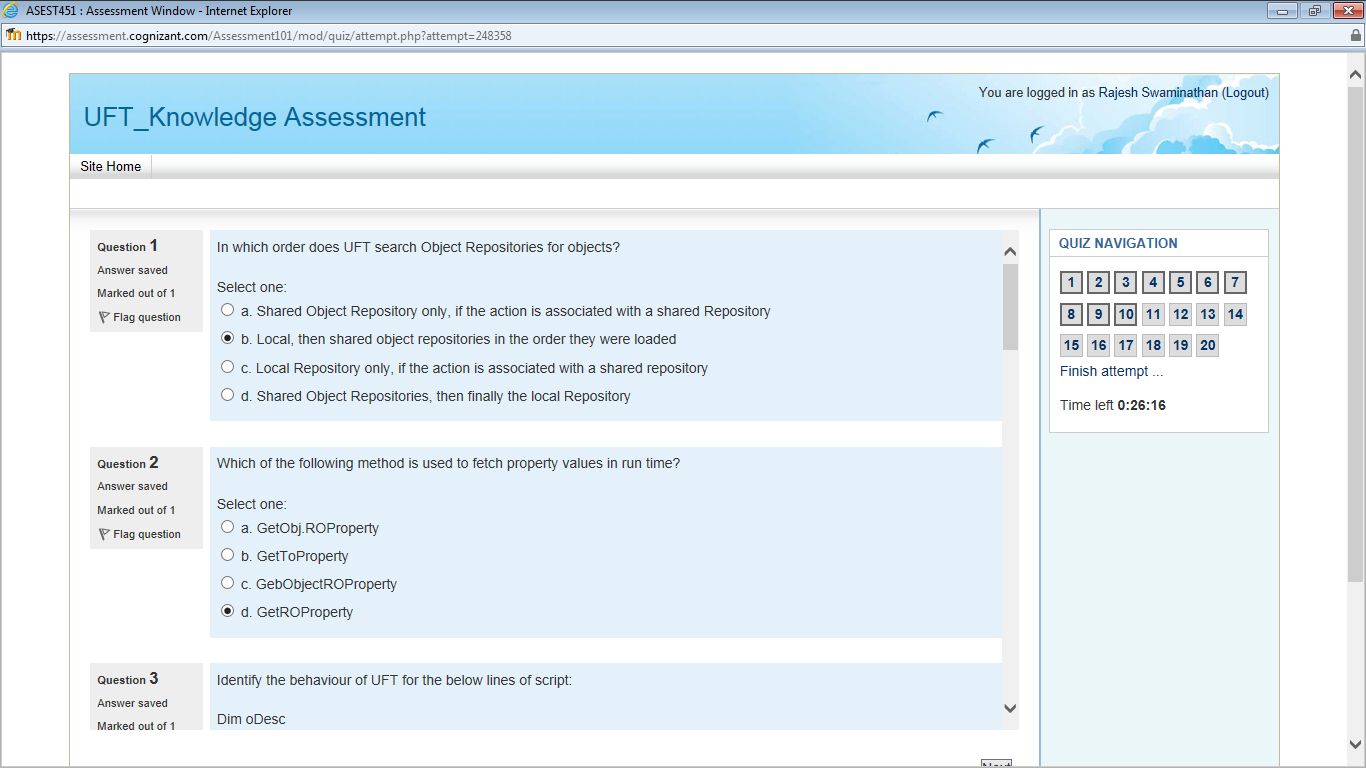 ASEST451 : Assessment Window - Internet Explorer
https://assessment.cognizant.com/Assessment101/mod/quiz/attempt.php?attempt=248358
You are logged in as Rajesh Swaminathan (Logout)
UFT_Knowledge Assessment
Site Home
Question 1
Answer saved
Marked out of 1
Flag question
In which order does UFT search Object Repositories for objects?
Select one:
a. Shared Object Repository only, if the action is associated with a shared Repository
b. Local, then shared object repositories in the order they were loaded
c. Local Repository only, if the action is associated with a shared repository
d. Shared Object Repositories, then finally the local Repository
Question 2
Answer saved
Marked out of 1
Flag question
Which of the following method is used to fetch property values in run time?
Select one:
a. GetObj.ROProperty
b. GetToProperty
c. GebObjectROProperty
d. GetROProperty
Question 3
Answer saved
Marked out of 1
Identify the behaviour of UFT for the below lines of script:
Dim oDesc
Next
QUIZ NAVIGATION
1 2 3 4 5 6 7
8 9 10 11 12 13 14
15 16 17 18 19 20
Finish attempt ...
Time left 0:26:16